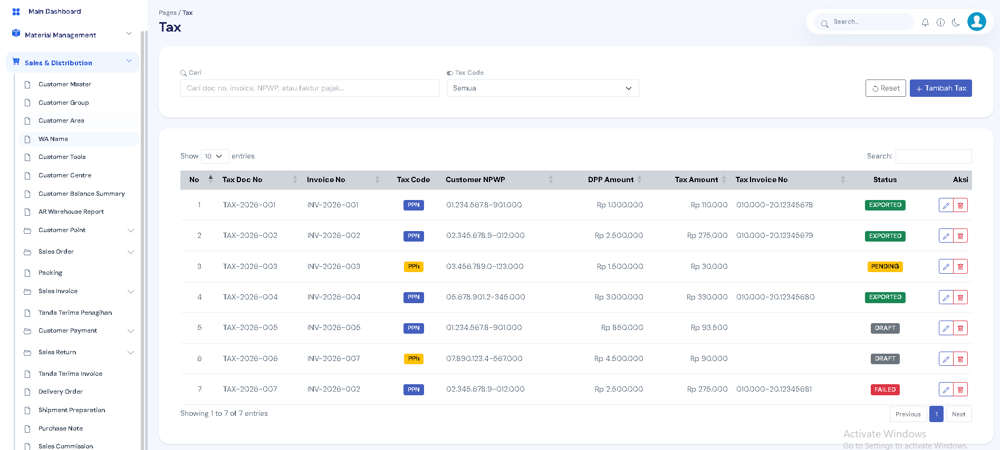 Main Dashboard
Material Management
Sales & Distribution
Customer Master
Customer Group
Customer Area
WA Name
Customer Tools
Customer Centre
Customer Balance Summary
AR Warehouse Report
Customer Point
Sales Order
Packing
Sales Invoice
Tanda Terima Penagihan
Customer Payment
Sales Return
Tanda Terima Invoice
Delivery Order
Shipment Preparation
Purchase Note
Sales Commission
Pages / Tax
Tax
Search...
Cari
Tax Code
Cari doc no, invoice, NPWP, atau faktur pajak...
Semua
Reset
+ Tambah Tax
Show 10 entries
Search:
No Tax Doc No Invoice No Tax Code Customer NPWP DPP Amount Tax Amount Tax Invoice No Status Aksi
1 TAX-2026-001 INV-2026-001 PPN 01.234.567.8-901.000 Rp 1.000.000 Rp 110.000 010.000-20.12345678 EXPORTED
2 TAX-2026-002 INV-2026-002 PPN 02.345.678.9-012.000 Rp 2.500.000 Rp 275.000 010.000-20.12345679 EXPORTED
3 TAX-2026-003 INV-2026-003 PPh 03.456.789.0-123.000 Rp 1.500.000 Rp 30.000 PENDING
4 TAX-2026-004 INV-2026-004 PPN 05.678.901.2-345.000 Rp 3.000.000 Rp 330.000 010.000-20.12345680 EXPORTED
5 TAX-2026-005 INV-2026-005 PPN 01.234.567.8-901.000 Rp 850.000 Rp 93.500 DRAFT
6 TAX-2026-006 INV-2026-007 PPh 07.890.123.4-567.000 Rp 4.500.000 Rp 90.000 DRAFT
7 TAX-2026-007 INV-2026-002 PPN 02.345.678.9-012.000 Rp 2.500.000 Rp 275.000 010.000-20.12345681 FAILED
Showing 1 to 7 of 7 entries
Previous 1 Next
Activate Windows
Go to Settings to activate Windows.